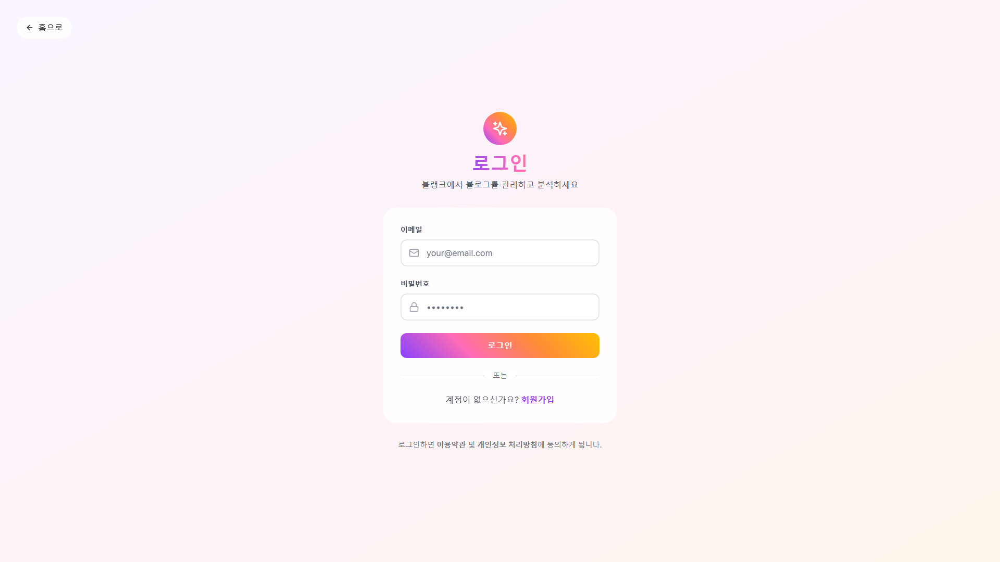 홈으로
로그인
블랭크에서 블로그를 관리하고 분석하세요
이메일
your@email.com
비밀번호
••••••••
로그인
또는
계정이 없으신가요? 회원가입
로그인하면 이용약관 및 개인정보 처리방침에 동의하게 됩니다.